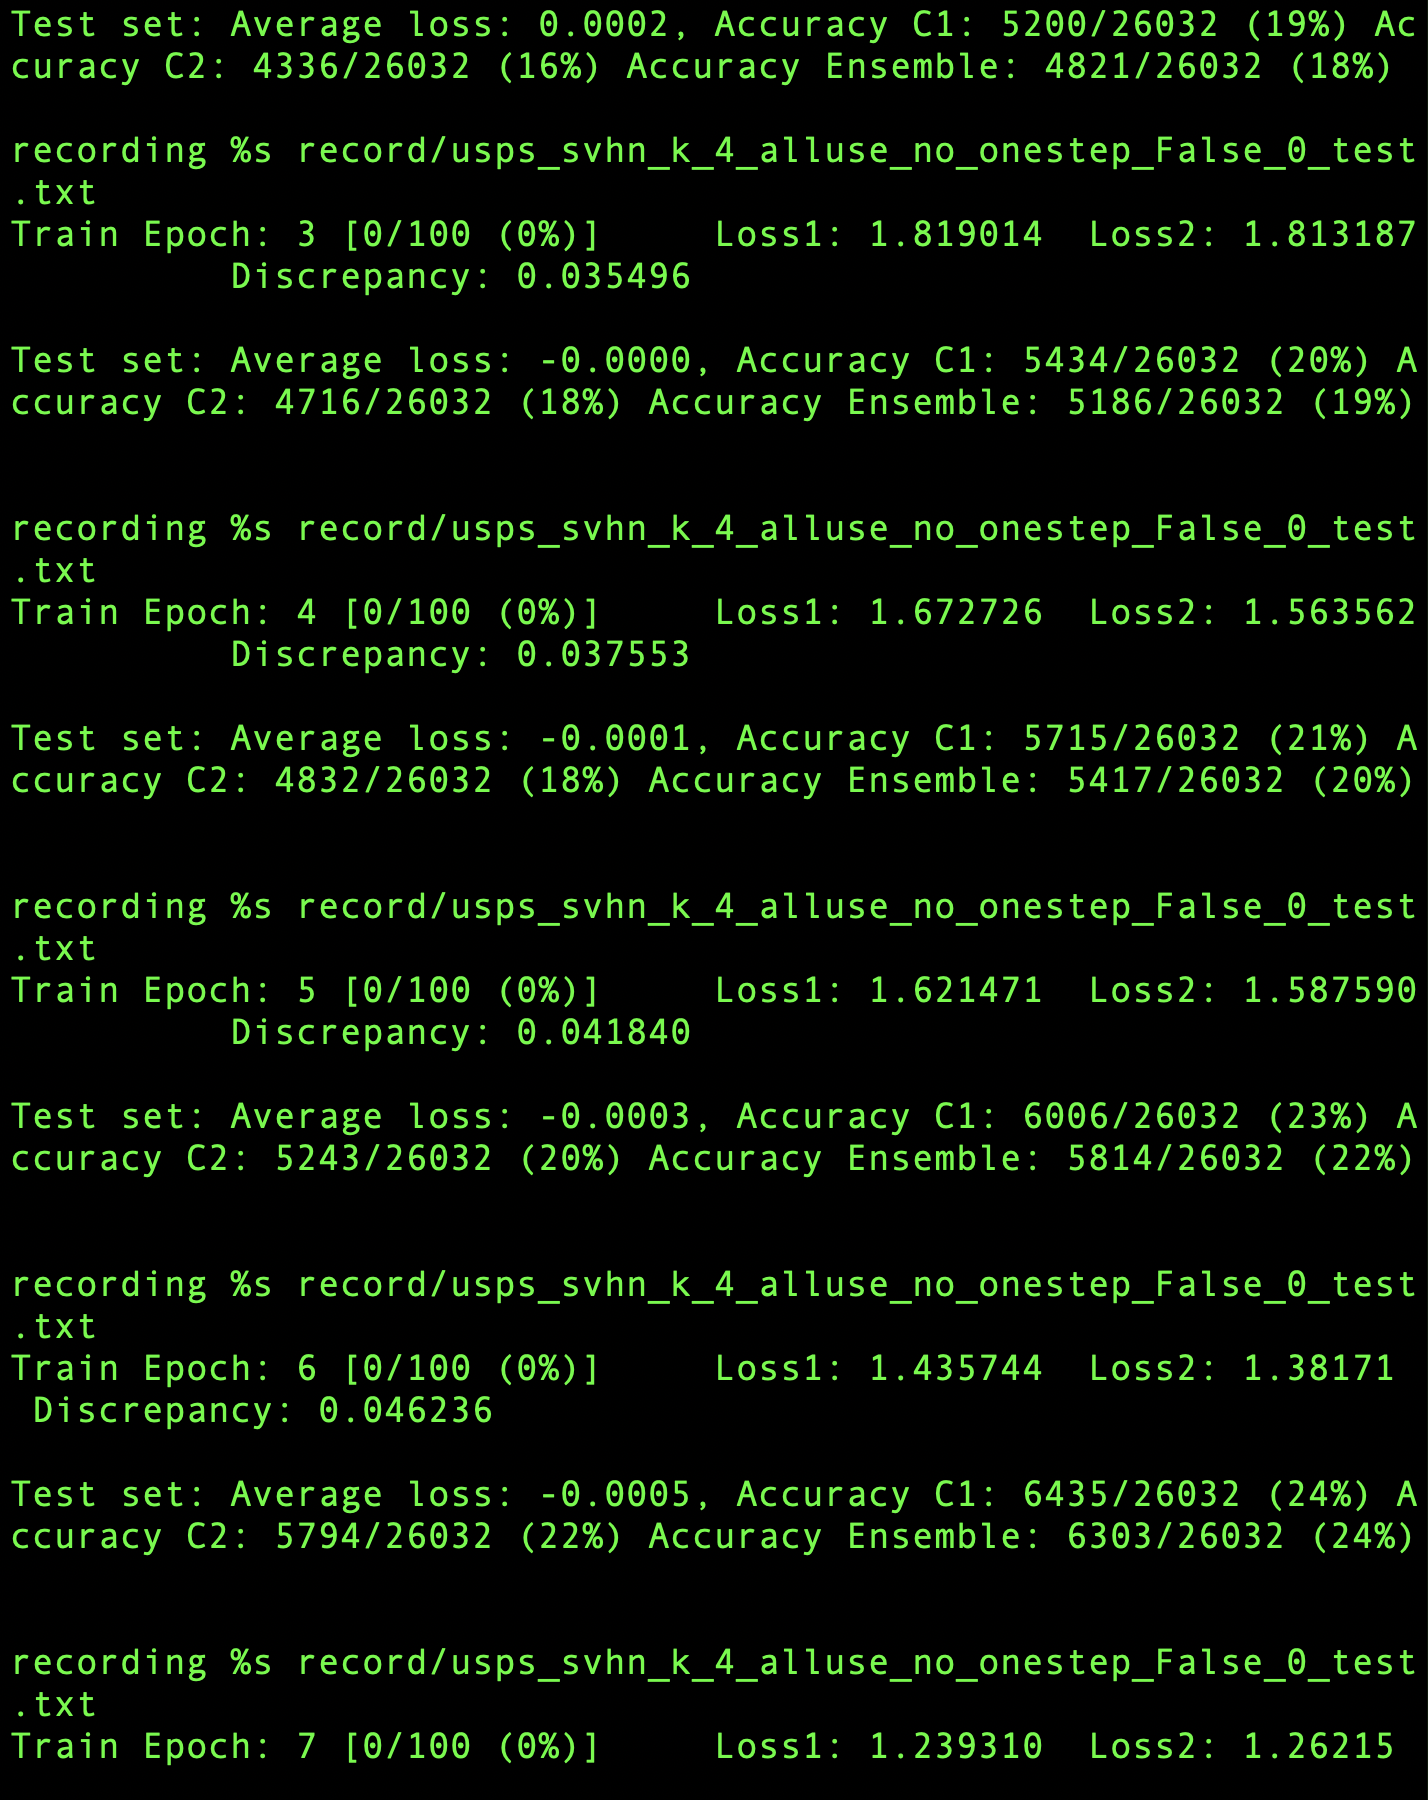 Test set: Average loss: 0.0002, Accuracy C1: 5200/26032 (19%) Ac
curacy C2: 4336/26032 (16%) Accuracy Ensemble: 4821/26032 (18%)
recording %s record/usps_svhn_k_4_alluse_no_onestep_False_0_test
.txt
Train Epoch: 3 [0/100 (0%)]     Loss1: 1.819014  Loss2: 1.813187
          Discrepancy: 0.035496
Test set: Average loss: -0.0000, Accuracy C1: 5434/26032 (20%) A
ccuracy C2: 4716/26032 (18%) Accuracy Ensemble: 5186/26032 (19%)
recording %s record/usps_svhn_k_4_alluse_no_onestep_False_0_test
.txt
Train Epoch: 4 [0/100 (0%)]     Loss1: 1.672726  Loss2: 1.563562
          Discrepancy: 0.037553
Test set: Average loss: -0.0001, Accuracy C1: 5715/26032 (21%) A
ccuracy C2: 4832/26032 (18%) Accuracy Ensemble: 5417/26032 (20%)
recording %s record/usps_svhn_k_4_alluse_no_onestep_False_0_test
.txt
Train Epoch: 5 [0/100 (0%)]     Loss1: 1.621471  Loss2: 1.587590
          Discrepancy: 0.041840
Test set: Average loss: -0.0003, Accuracy C1: 6006/26032 (23%) A
ccuracy C2: 5243/26032 (20%) Accuracy Ensemble: 5814/26032 (22%)
recording %s record/usps_svhn_k_4_alluse_no_onestep_False_0_test
.txt
Train Epoch: 6 [0/100 (0%)]     Loss1: 1.435744  Loss2: 1.38171
 Discrepancy: 0.046236
Test set: Average loss: -0.0005, Accuracy C1: 6435/26032 (24%) A
ccuracy C2: 5794/26032 (22%) Accuracy Ensemble: 6303/26032 (24%)
recording %s record/usps_svhn_k_4_alluse_no_onestep_False_0_test
.txt
Train Epoch: 7 [0/100 (0%)]     Loss1: 1.239310  Loss2: 1.26215